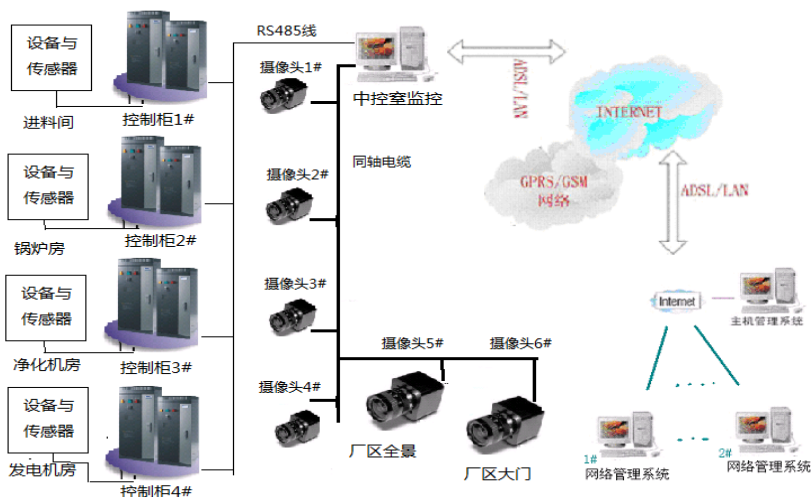 设备与
传感器
进料间
控制柜1#
设备与
传感器
锅炉房
控制柜2#
设备与
传感器
净化机房
控制柜3#
设备与
传感器
发电机房
控制柜4#
RS485线
摄像头1#
中控室监控
同轴电缆
摄像头2#
摄像头3#
摄像头4#
摄像头5#
摄像头6#
厂区全景
厂区大门
ADSL/LAN
INTERNET
GPRS/GSM
网络
ADSL/LAN
Internet
主机管理系统
1#
网络管理系统
2#
网络管理系统